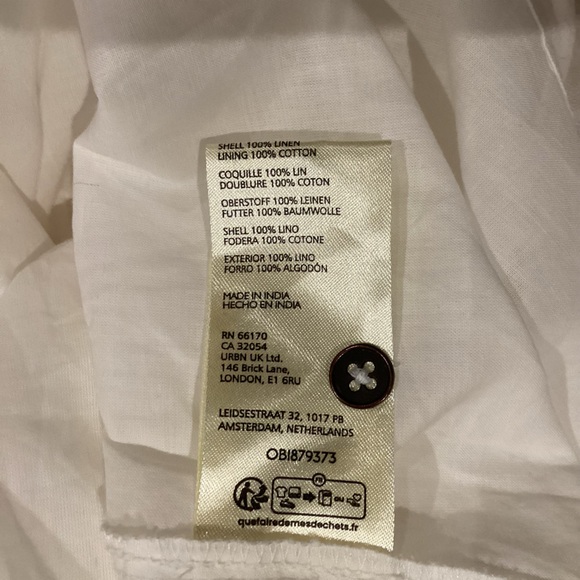 SHELL 100% LINEN
LINING 100% COTTON
COQUILLE 100% LIN
DOUBLURE 100% COTON
OBERSTOFF 100% LEINEN
FUTTER 100% BAUMWOLLE
SHELL 100% LINO
FODERA 100% COTONE
EXTERIOR 100% LINO
FORRO 100% ALGODÓN
MADE IN INDIA
HECHO EN INDIA
RN 66170
CA 32054
URBN UK Ltd.
146 Brick Lane,
LONDON, E1 6RU
LEIDSESTRAAT 32, 1017 PB
AMSTERDAM, NETHERLANDS
OBI879373
FR
OU
quefairedemesdechets.fr